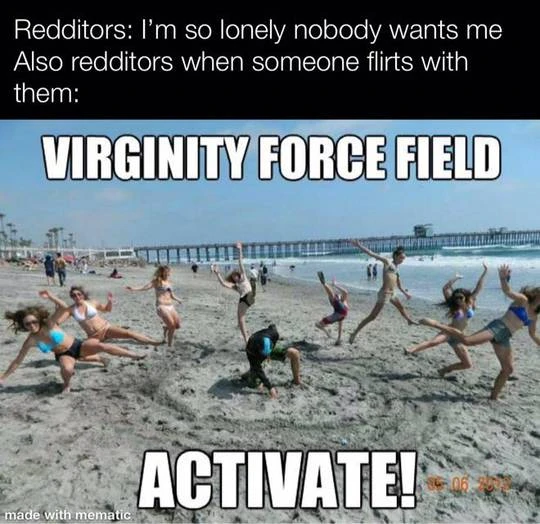 Redditors: I'm so lonely nobody wants me
Also redditors when someone flirts with
them:
VIRGINITY FORCE FIELD
ACTIVATE!
06
made with mematic